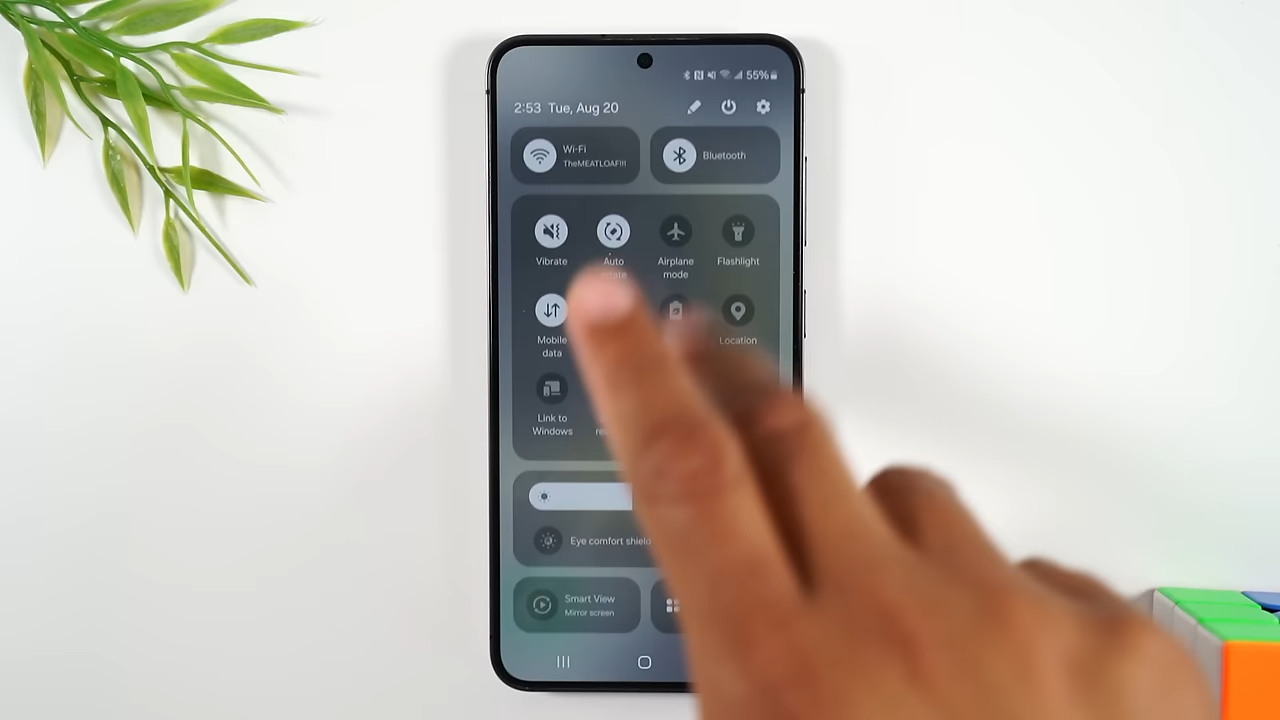 55%
2:53 Tue, Aug 20
Wi-Fi
TheMEATLOAF!!!
Bluetooth
Vibrate
Auto
Airplane
mode
Flashlight
Mobile
data
Location
Link to
Windows
Eye comfort shield
Smart View
Mirror screen